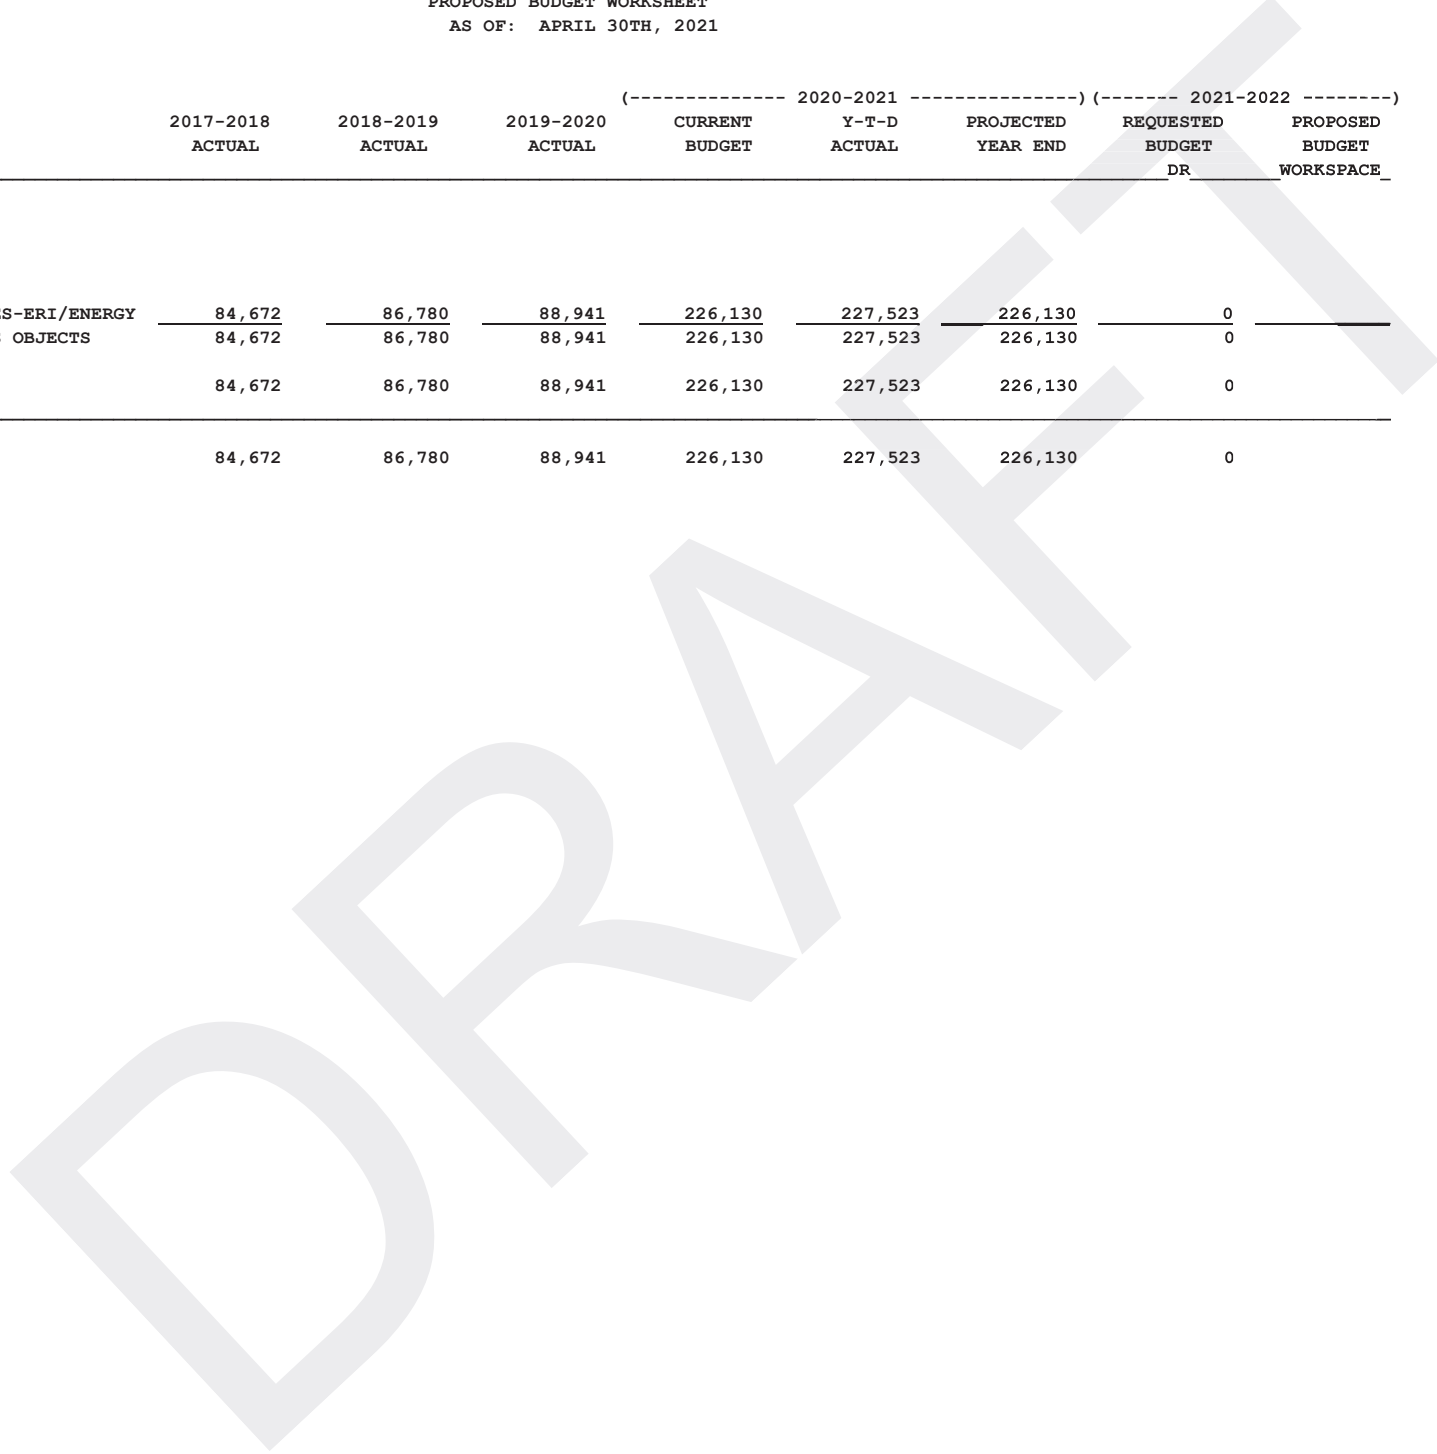 PROPOSED BUDGET WORKSHEET
AS OF: APRIL 30TH, 2021
(-------------- 2020-2021 ---------------)(------- 2021-2022 --------)
2017-2018 2018-2019 2019-2020 CURRENT Y-T-D PROJECTED REQUESTED PROPOSED
ACTUAL ACTUAL ACTUAL BUDGET ACTUAL YEAR END BUDGET BUDGET
DR WORKSPACE
S-ERI/ENERGY 84,672 86,780 88,941 226,130 227,523 226,130 0
OBJECTS 84,672 86,780 88,941 226,130 227,523 226,130 0
84,672 86,780 88,941 226,130 227,523 226,130 0
84,672 86,780 88,941 226,130 227,523 226,130 0
DRAFT